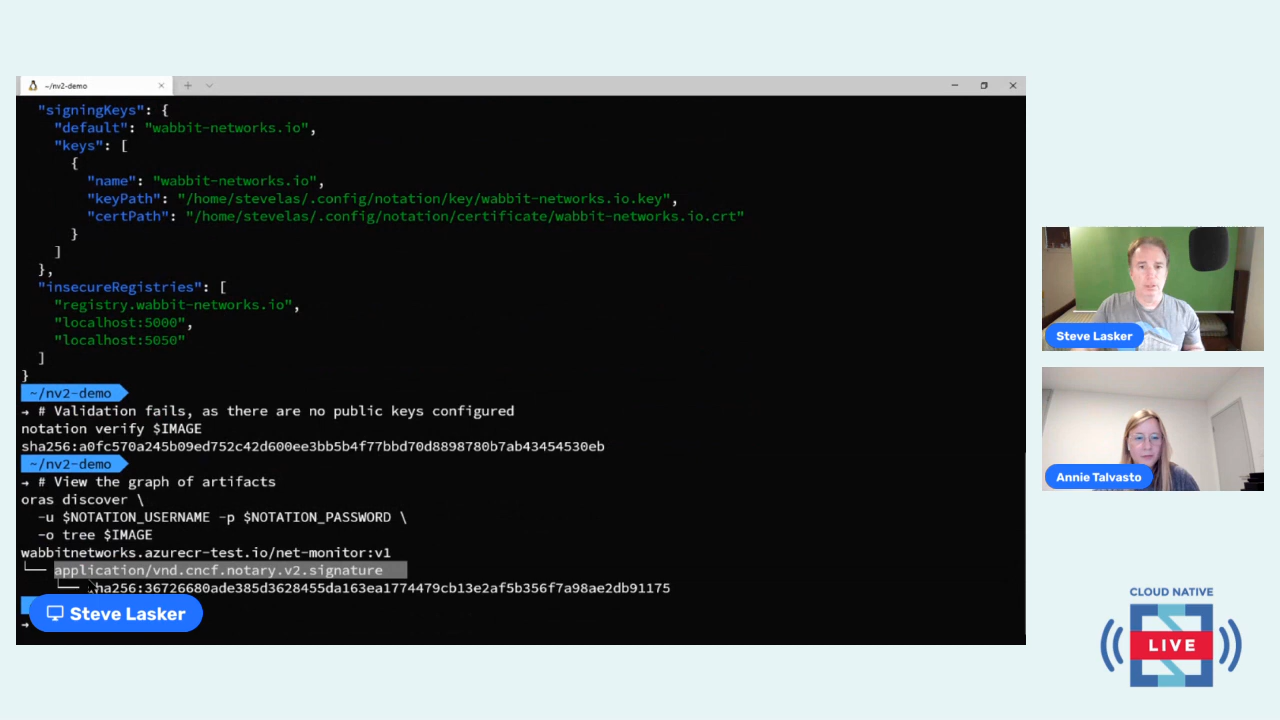 ~/nv2-demo
"signingKeys": {
"default": "wabbit-networks.io",
"keys": [
{
"name": "wabbit-networks.io",
"keyPath": "/home/stevelas/.config/notation/key/wabbit-networks.io.key",
"certPath": "/home/stevelas/.config/notation/certificate/wabbit-networks.io.crt"
}
]
},
"insecureRegistries": [
"registry.wabbit-networks.io",
"localhost:5000",
"localhost:5050"
]
}
~/nv2-demo
→ # Validation fails, as there are no public keys configured
notation verify $IMAGE
sha256:a0fc570a245b09ed752c42d600ee3bb5b4f77bbd70d8898780b7ab43454530eb
~/nv2-demo
→ # View the graph of artifacts
oras discover \
-u $NOTATION_USERNAME -p $NOTATION_PASSWORD \
-o tree $IMAGE
wabbitnetworks.azurecr-test.io/net-monitor:v1
└── application/vnd.cncf.notary.v2.signature
└── sha256:36726680ade385d3628455da163ea1774479cb13e2af5b356f7a98ae2db91175
→
Steve Lasker
Steve Lasker
Annie Talvasto
CLOUD NATIVE
LIVE